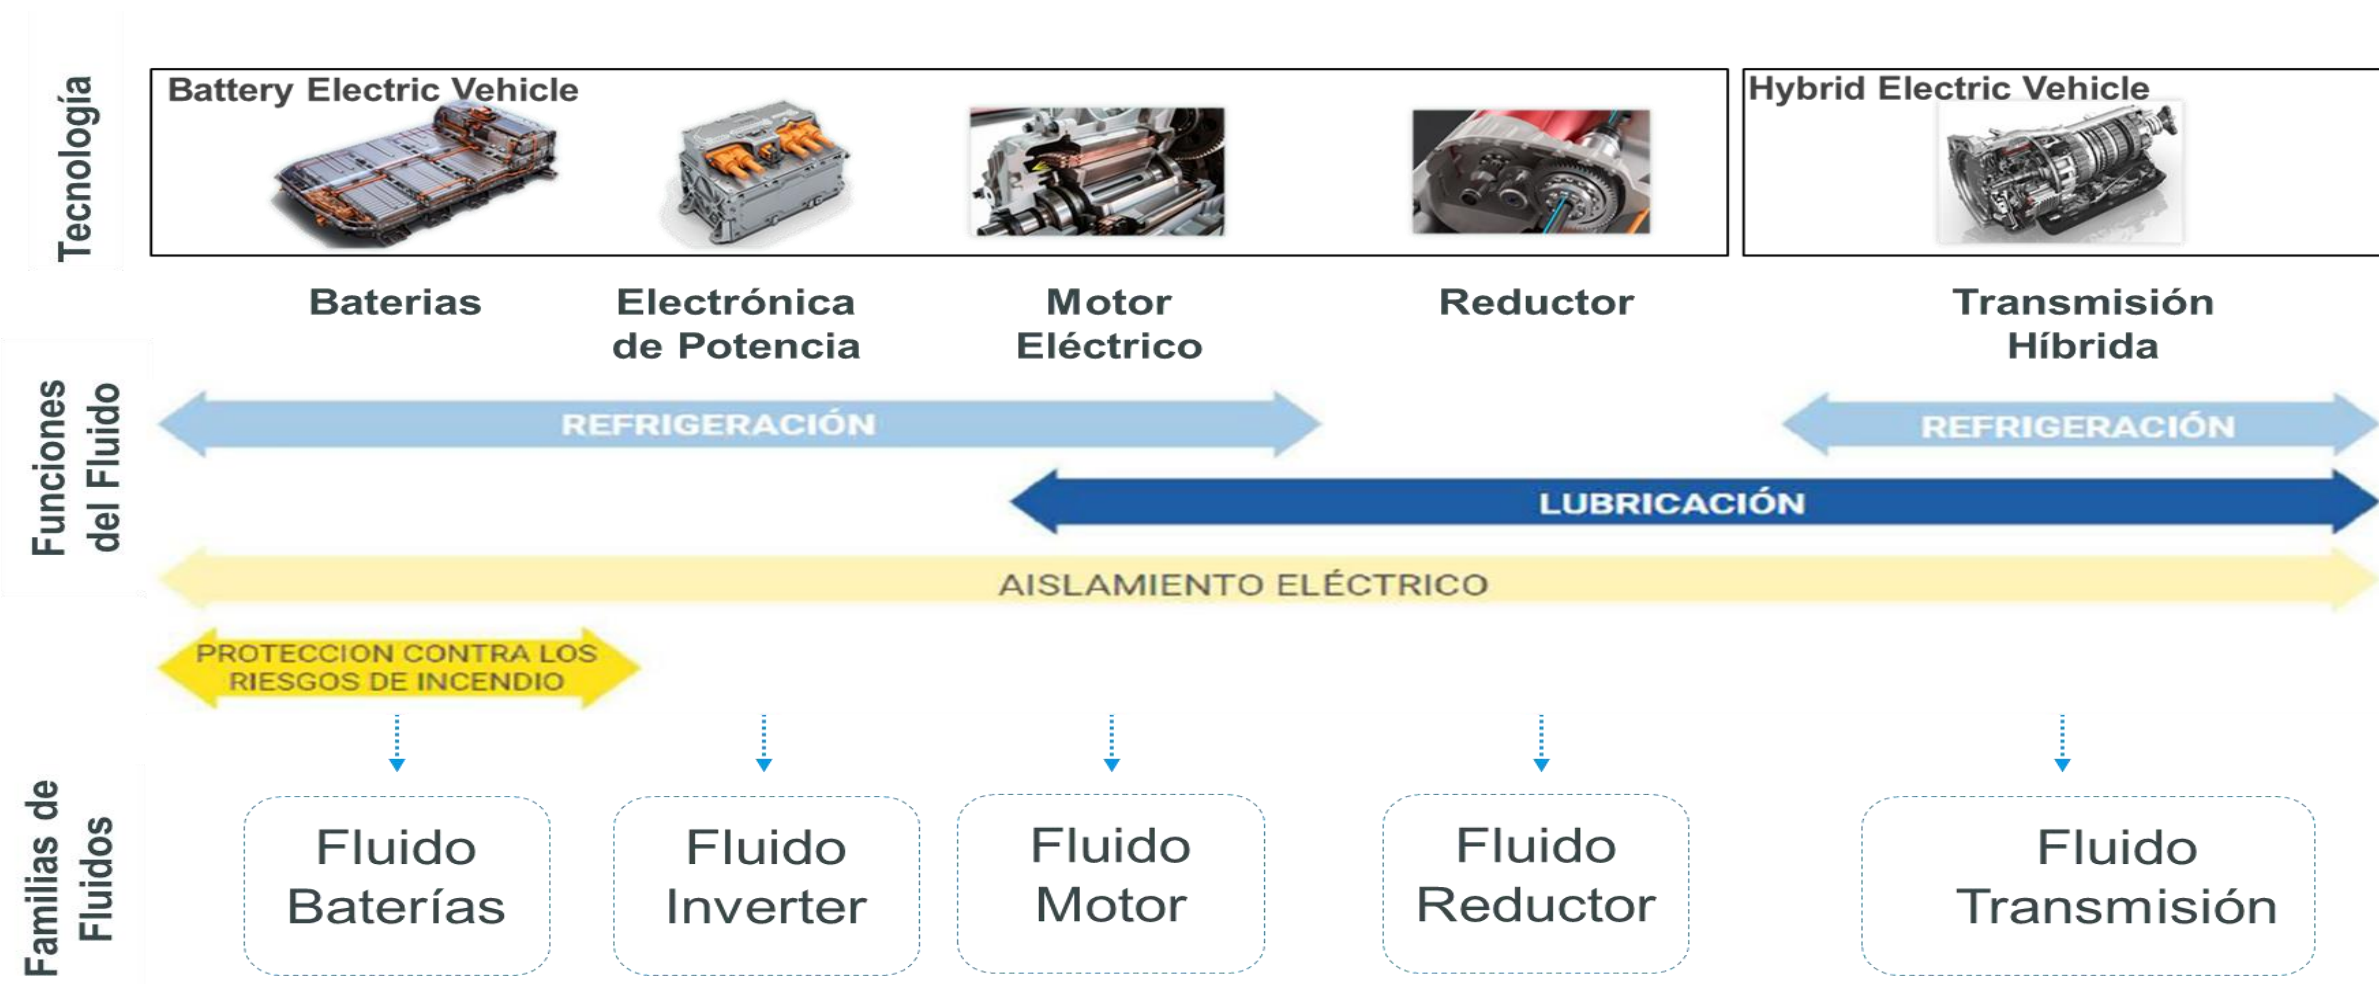 Tecnología
Battery Electric Vehicle
Hybrid Electric Vehicle
Baterias
Electrónica
de Potencia
Motor
Eléctrico
Reductor
Transmisión
Híbrida
Funciones
del Fluido
REFRIGERACIÓN
REFRIGERACIÓN
LUBRICACIÓN
AISLAMIENTO ELÉCTRICO
PROTECCION CONTRA LOS
RIESGOS DE INCENDIO
Familias de
Fluidos
Fluido
Baterías
Fluido
Inverter
Fluido
Motor
Fluido
Reductor
Fluido
Transmisión